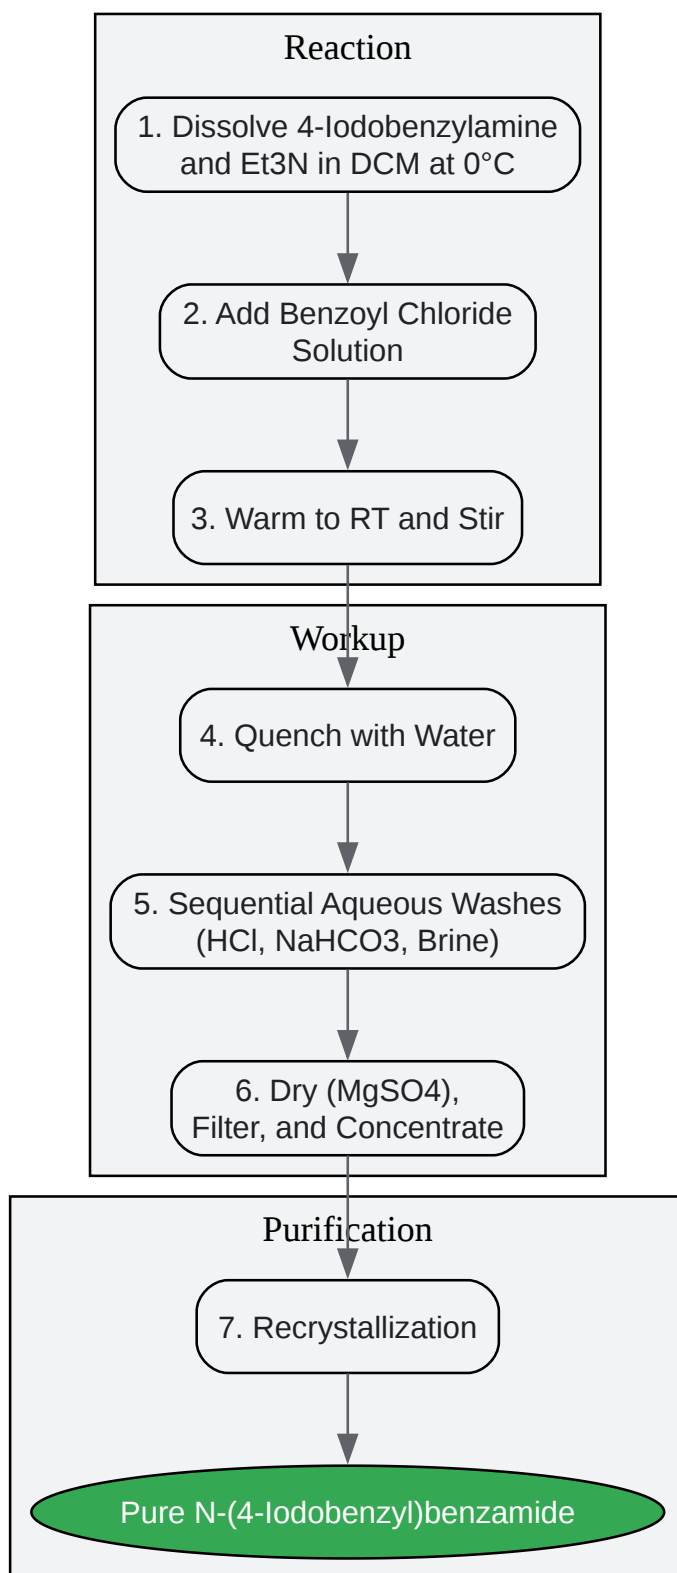 Reaction
1. Dissolve 4-Iodobenzylamine
and Et3N in DCM at 0°C
2. Add Benzoyl Chloride
Solution
3. Warm to RT and Stir
Workup
4. Quench with Water
5. Sequential Aqueous Washes
(HCl, NaHCO3, Brine)
6. Dry (MgSO4),
Filter, and Concentrate
Purification
7. Recrystallization
Pure N-(4-Iodobenzyl)benzamide